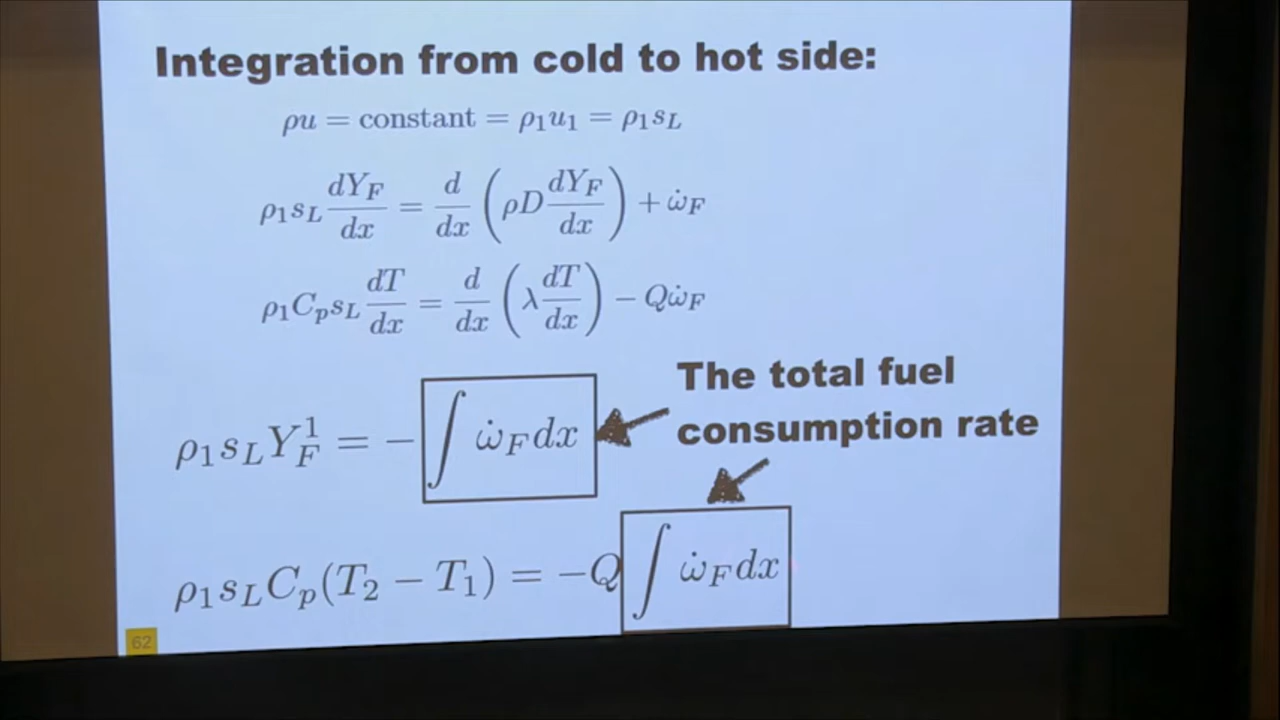 Integration from cold to hot side:
ρu = constant = ρ₁u₁ = ρ₁s_L
ρ₁s_L dY_F/dx = d/dx (ρD dY_F/dx) + ω̇_F
ρ₁C_p s_L dT/dx = d/dx (λ dT/dx) − Qω̇_F
The total fuel
consumption rate
ρ₁s_L Y_F¹ = − ∫ ω̇_F dx
ρ₁s_L C_p(T₂ − T₁) = −Q ∫ ω̇_F dx
62